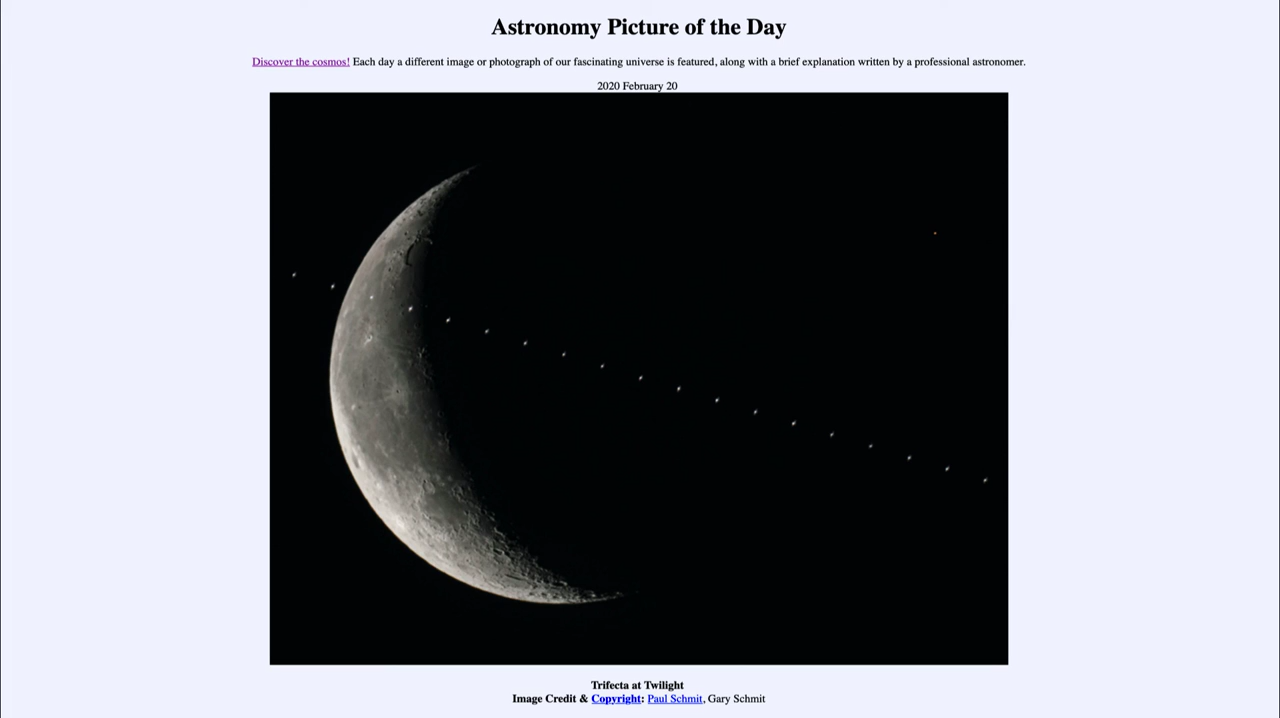 Astronomy Picture of the Day
Discover the cosmos! Each day a different image or photograph of our fascinating universe is featured, along with a brief explanation written by a professional astronomer.
2020 February 20
Trifecta at Twilight
Image Credit & Copyright: Paul Schmit, Gary Schmit